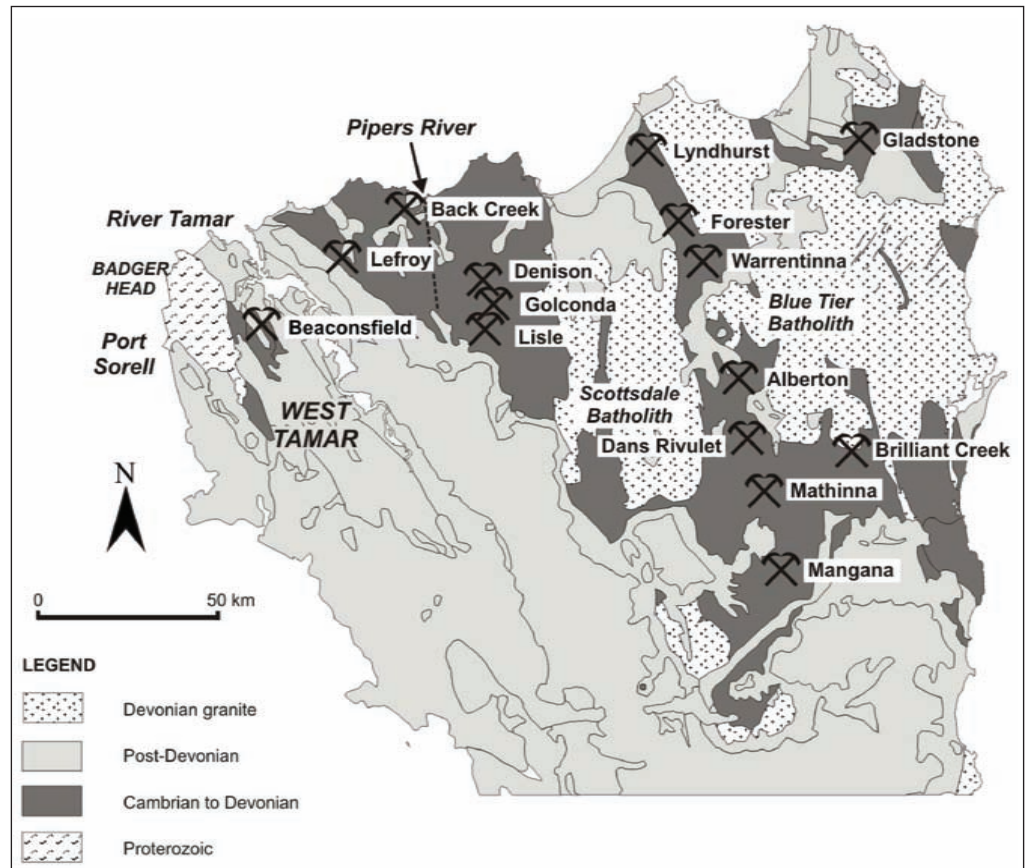 Pipers River
Lyndhurst
Gladstone
River Tamar
Back Creek
Forester
BADGER
HEAD
Lefroy
Denison
Warrentinna
Golconda
Blue Tier
Batholith
Port
Sorell
Beaconsfield
Lisle
Alberton
WEST
TAMAR
Scottsdale
Batholith
Dans Rivulet
Brilliant Creek
N
Mathinna
Mangana
0 50 km
LEGEND
Devonian granite
Post-Devonian
Cambrian to Devonian
Proterozoic